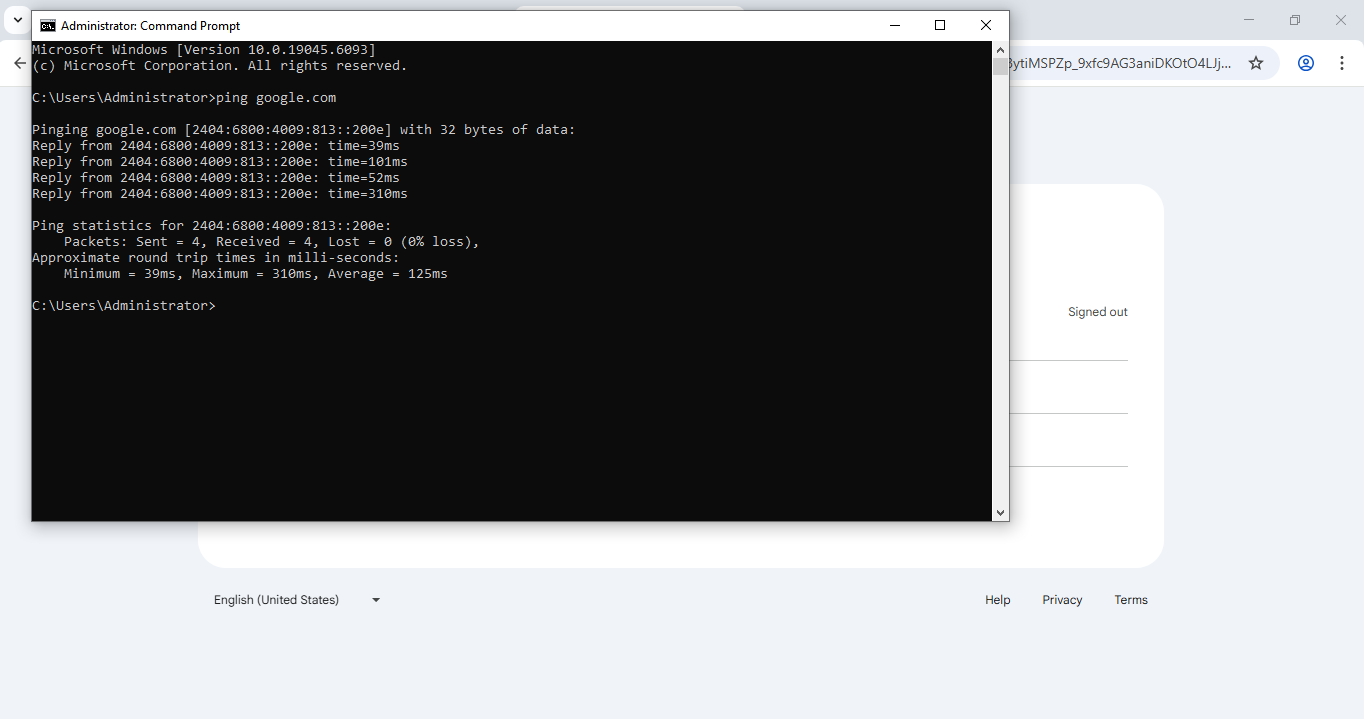 Administrator: Command Prompt
Microsoft Windows [Version 10.0.19045.6093]
(c) Microsoft Corporation. All rights reserved.
C:\Users\Administrator>ping google.com
Pinging google.com [2404:6800:4009:813::200e] with 32 bytes of data:
Reply from 2404:6800:4009:813::200e: time=39ms
Reply from 2404:6800:4009:813::200e: time=101ms
Reply from 2404:6800:4009:813::200e: time=52ms
Reply from 2404:6800:4009:813::200e: time=310ms
Ping statistics for 2404:6800:4009:813::200e:
    Packets: Sent = 4, Received = 4, Lost = 0 (0% loss),
Approximate round trip times in milli-seconds:
    Minimum = 39ms, Maximum = 310ms, Average = 125ms
C:\Users\Administrator>
Signed out
English (United States)
Help Privacy Terms